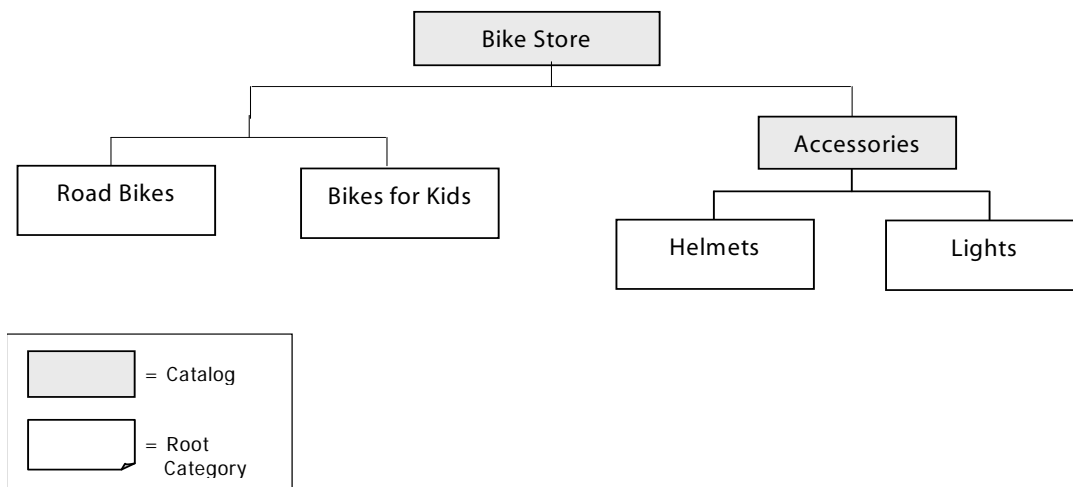 Bike Store
Accessories
Road Bikes
Bikes for Kids
Helmets
Lights
= Catalog
= Root
Category